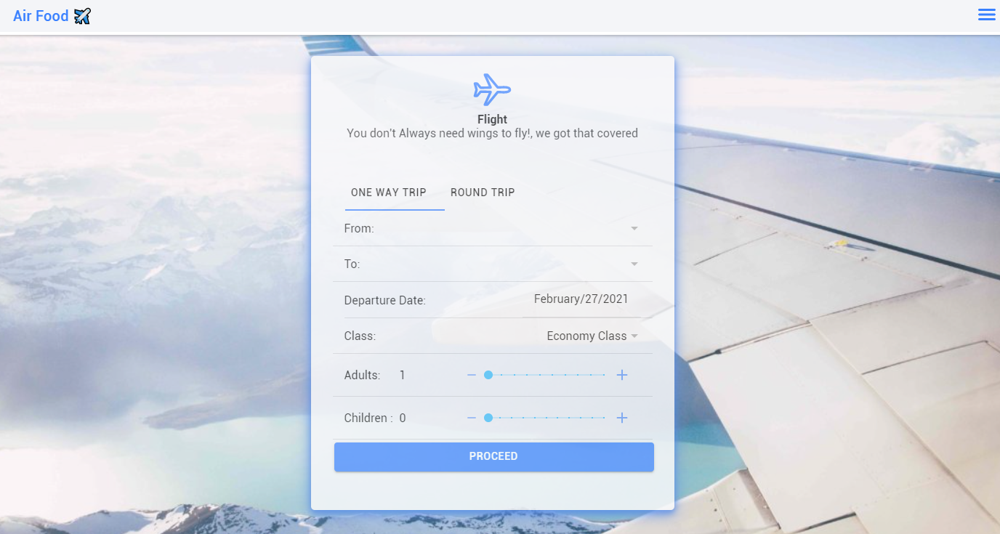 Air Food
Flight
You don't Always need wings to fly!, we got that covered
ONE WAY TRIP ROUND TRIP
From:
To:
Departure Date: February/27/2021
Class: Economy Class
Adults: 1
Children : 0
PROCEED